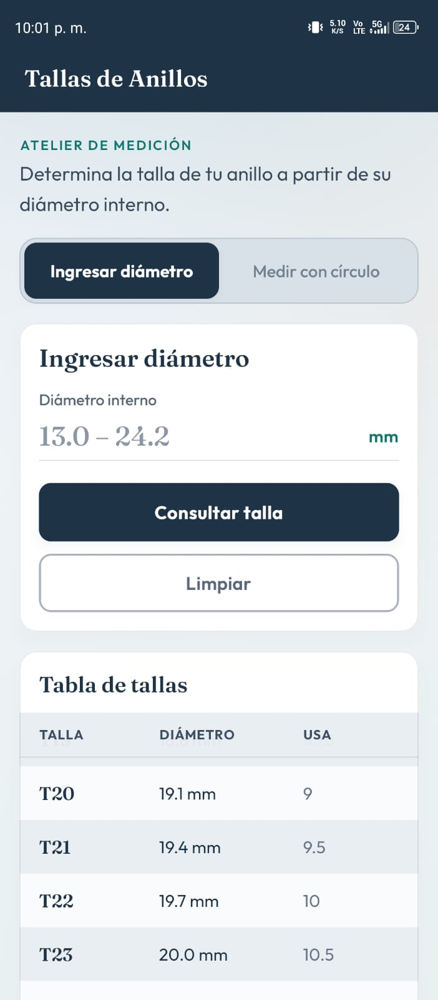 10:01 p. m.
5.10 K/S
Vo LTE
5G
24
Tallas de Anillos
ATELIER DE MEDICIÓN
Determina la talla de tu anillo a partir de su
diámetro interno.
Ingresar diámetro
Medir con círculo
Ingresar diámetro
Diámetro interno
13.0 – 24.2 mm
Consultar talla
Limpiar
Tabla de tallas
TALLA DIÁMETRO USA
T20 19.1 mm 9
T21 19.4 mm 9.5
T22 19.7 mm 10
T23 20.0 mm 10.5